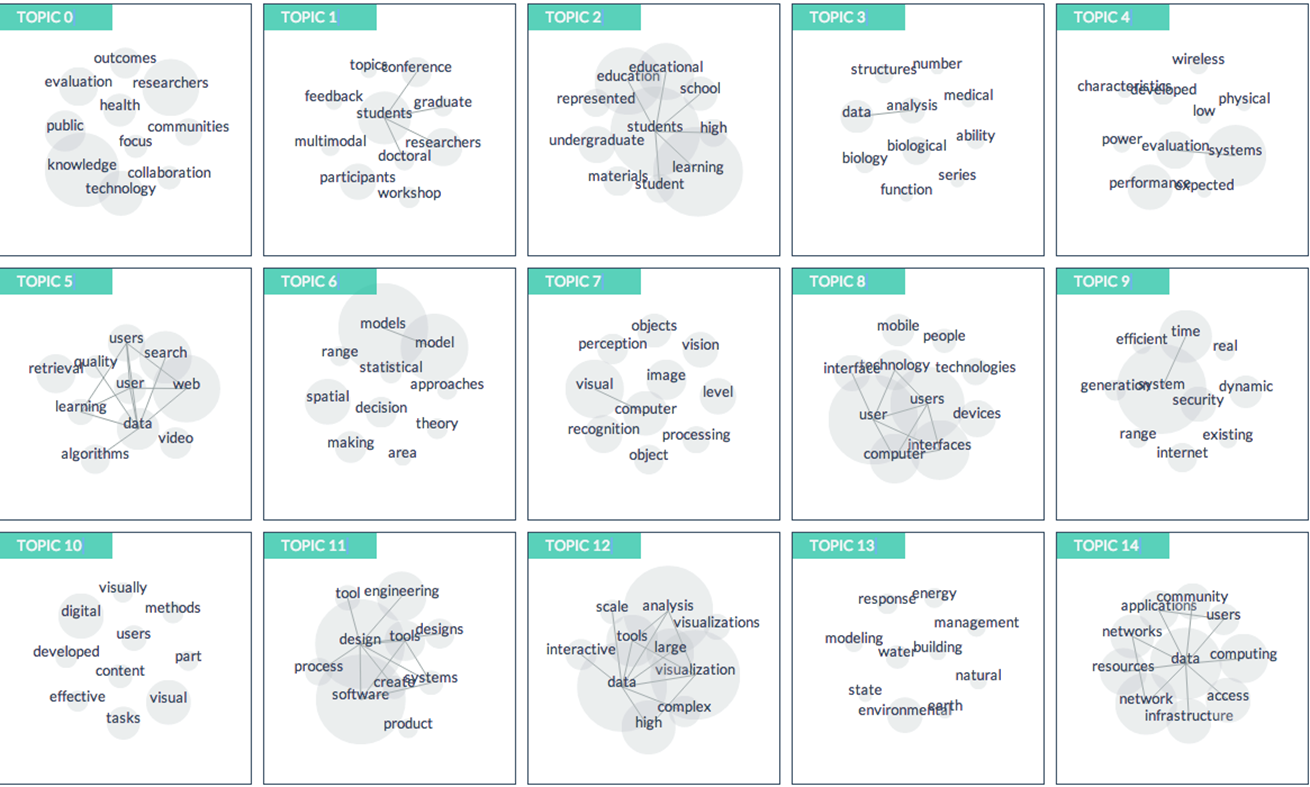 TOPIC 0
outcomes
evaluation researchers
health
public communities
focus
knowledge
collaboration
technology
TOPIC 1
topics conference
feedback
graduate
students
multimodal researchers
doctoral
participants
workshop
TOPIC 2
educational
education
school
represented
students high
undergraduate
learning
materials
student
TOPIC 3
structures number
medical
data analysis
ability
biological
biology
series
function
TOPIC 4
wireless
characteristics developed
physical
low
power
evaluation systems
performance expected
TOPIC 5
users
search
quality
retrieval
user web
learning
data
video
algorithms
TOPIC 6
models
model
range
statistical
approaches
spatial
decision
theory
making
area
TOPIC 7
objects
perception vision
image
visual
level
computer
recognition
processing
object
TOPIC 8
mobile
people
interface technology technologies
users
user devices
interfaces
computer
TOPIC 9
time
efficient
real
generation system dynamic
security
range existing
internet
TOPIC 10
visually
digital methods
users
developed part
content
effective visual
tasks
TOPIC 11
tool engineering
designs
design tools
process
create systems
software
product
TOPIC 12
scale analysis
visualizations
tools
interactive large
visualization
data
complex
high
TOPIC 13
response energy
management
modeling
water building
natural
state
environmental earth
TOPIC 14
community
applications
users
networks
data computing
resources
network access
infrastructure